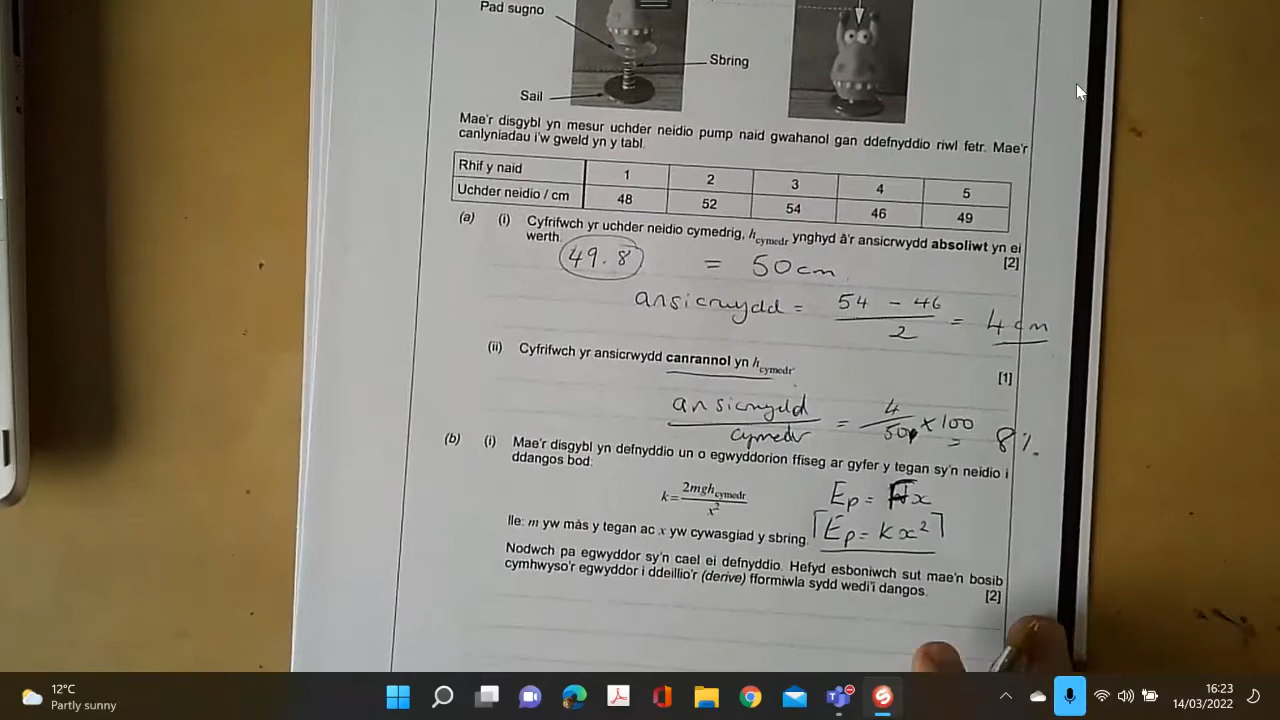 Pad sugno
Sbring
Sail
Mae'r disgybl yn mesur uchder neidio pump naid gwahanol gan ddefnyddio riwl fetr. Mae'r
canlyniadau i'w gweld yn y tabl.
Rhif y naid 1 2 3 4 5
Uchder neidio / cm 48 52 54 46 49
(a) (i) Cyfrifwch yr uchder neidio cymedrig, hcymedr ynghyd â'r ansicrwydd absoliwt yn ei
werth. [2]
49.8 = 50cm
ansicrwydd = 54 - 46 / 2 = 4cm
(ii) Cyfrifwch yr ansicrwydd canrannol yn hcymedr.
[1]
ansicrwydd / cymedr = 4 / 50 × 100 = 8%.
(b) (i) Mae'r disgybl yn defnyddio un o egwyddorion ffiseg ar gyfer y tegan sy'n neidio i
ddangos bod:
k = 2mghcymedr / x²
Ep = Fx
lle: m yw màs y tegan ac x yw cywasgiad y sbring.
Ep = kx²
Nodwch pa egwyddor sy'n cael ei defnyddio. Hefyd esboniwch sut mae'n bosib
cymhwyso'r egwyddor i ddeillio'r (derive) fformiwla sydd wedi'i dangos. [2]
12°C
Partly sunny
16:23
14/03/2022